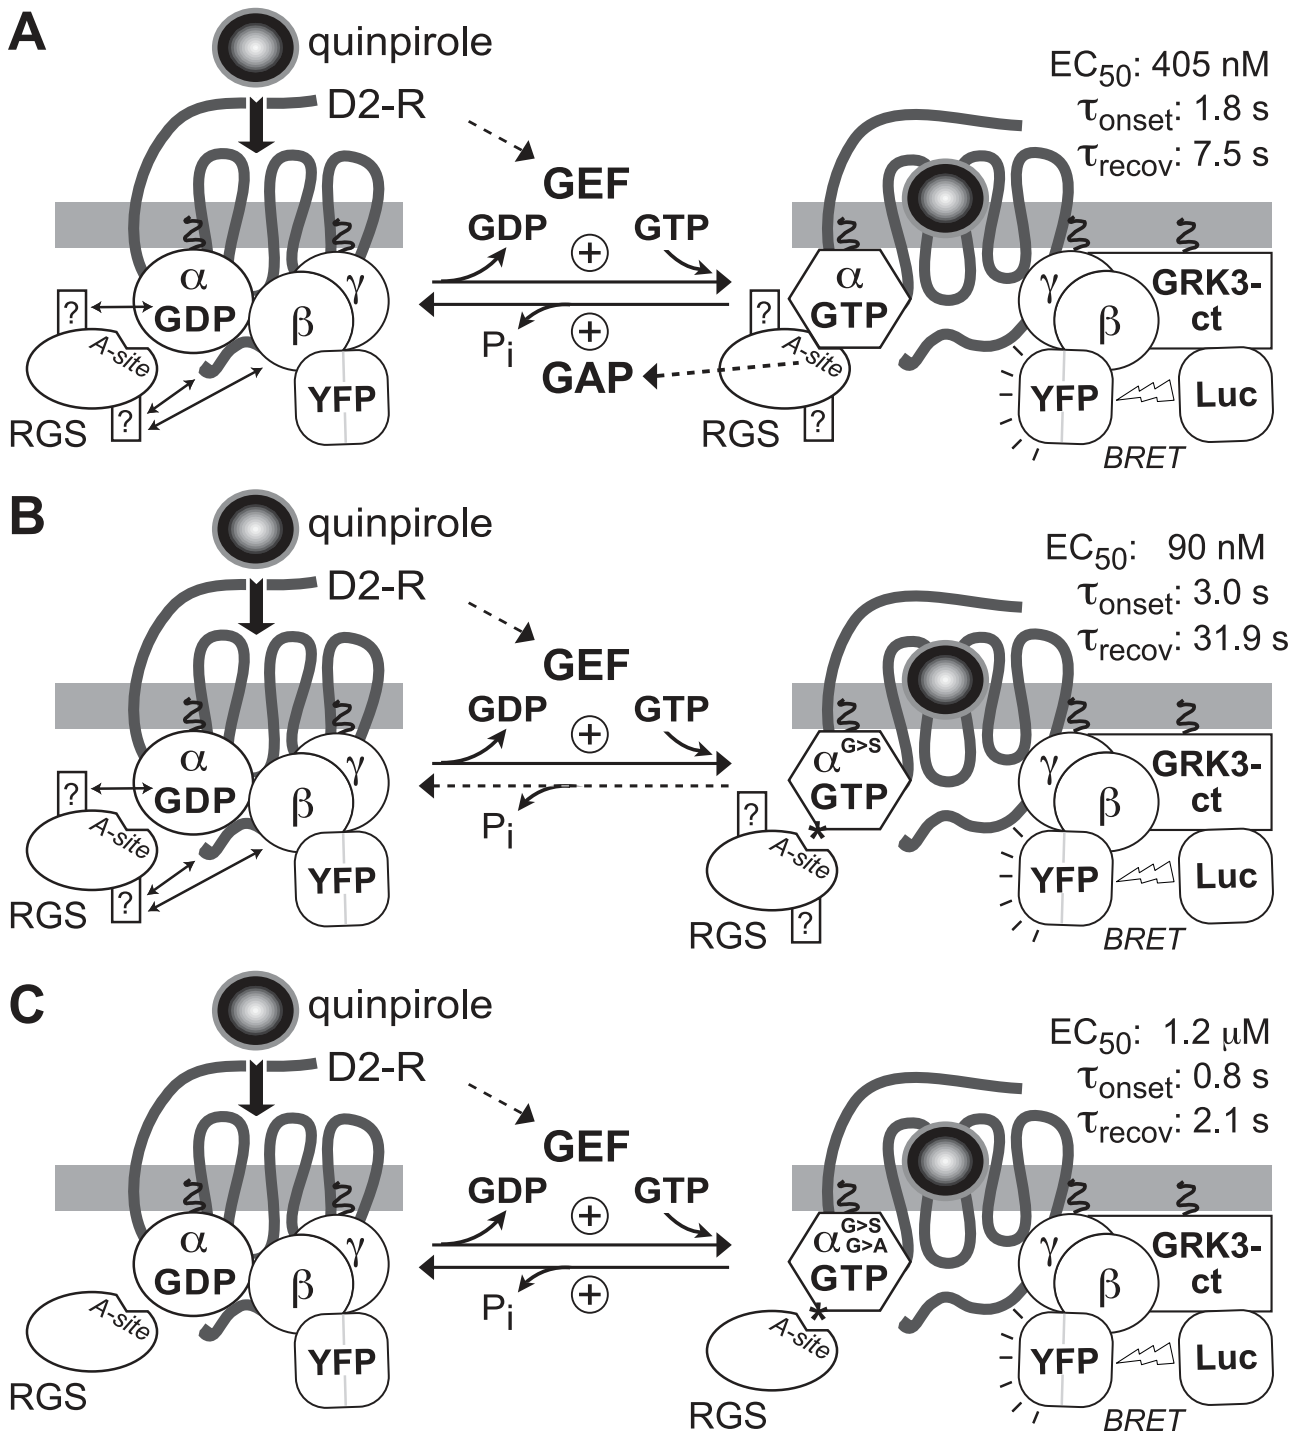 A
quinpirole
D2-R
EC50: 405 nM
τonset: 1.8 s
τrecov: 7.5 s
GEF
GDP + GTP
α
GDP
β
γ
YFP
?
A-site
?
RGS
Pi
+
GAP
α
GTP
?
A-site
?
RGS
γ
β
GRK3-
ct
YFP
Luc
BRET
B
quinpirole
D2-R
EC50: 90 nM
τonset: 3.0 s
τrecov: 31.9 s
GEF
GDP + GTP
α
GDP
β
γ
YFP
?
A-site
?
RGS
Pi
αG>S
GTP
*
?
A-site
?
RGS
γ
β
GRK3-
ct
YFP
Luc
BRET
C
quinpirole
D2-R
EC50: 1.2 μM
τonset: 0.8 s
τrecov: 2.1 s
GEF
GDP + GTP
α
GDP
β
γ
YFP
A-site
RGS
Pi
+
G>S
α G>A
GTP
*
A-site
RGS
γ
β
GRK3-
ct
YFP
Luc
BRET